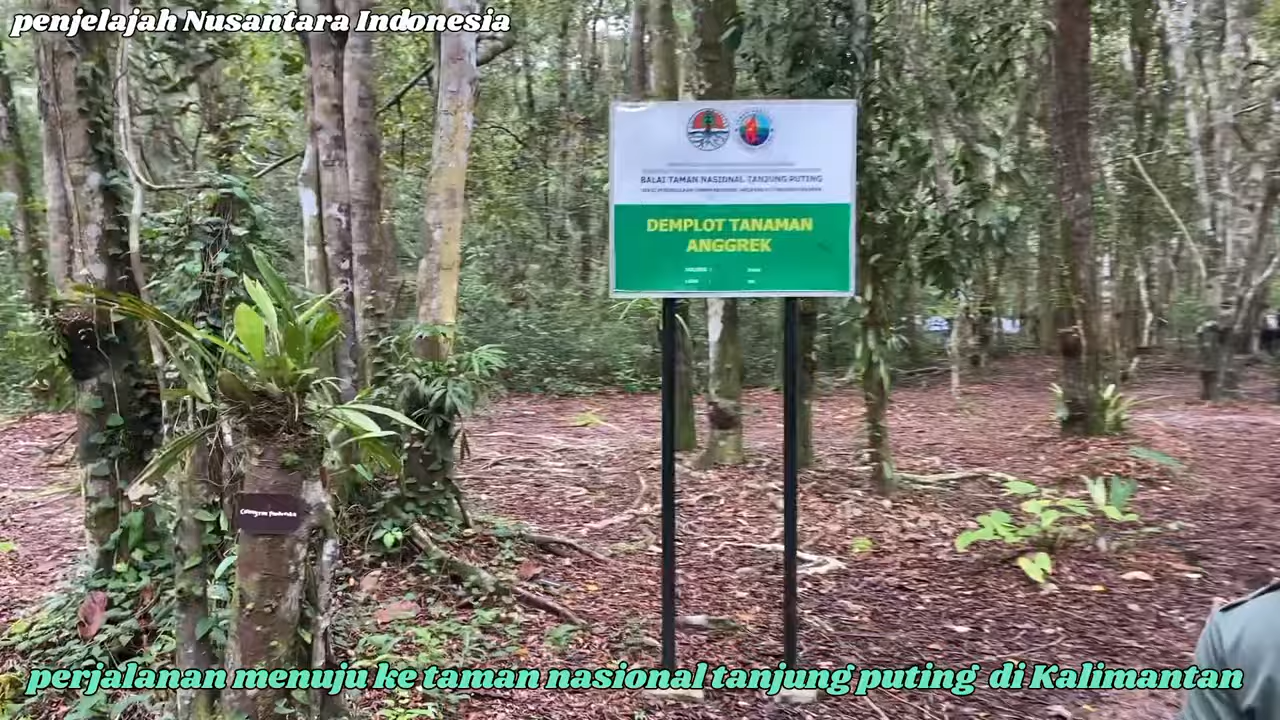 penjelajah Nusantara Indonesia
BALAI TAMAN NASIONAL TANJUNG PUTING
DEMPLOT TANAMAN
ANGGREK
perjalanan menuju ke taman nasional tanjung puting di Kalimantan